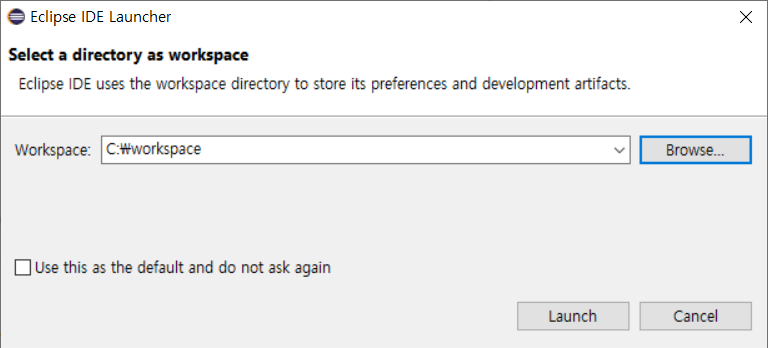 Eclipse IDE Launcher
Select a directory as workspace
Eclipse IDE uses the workspace directory to store its preferences and development artifacts.
Workspace: C:₩workspace Browse...
Use this as the default and do not ask again
Launch Cancel